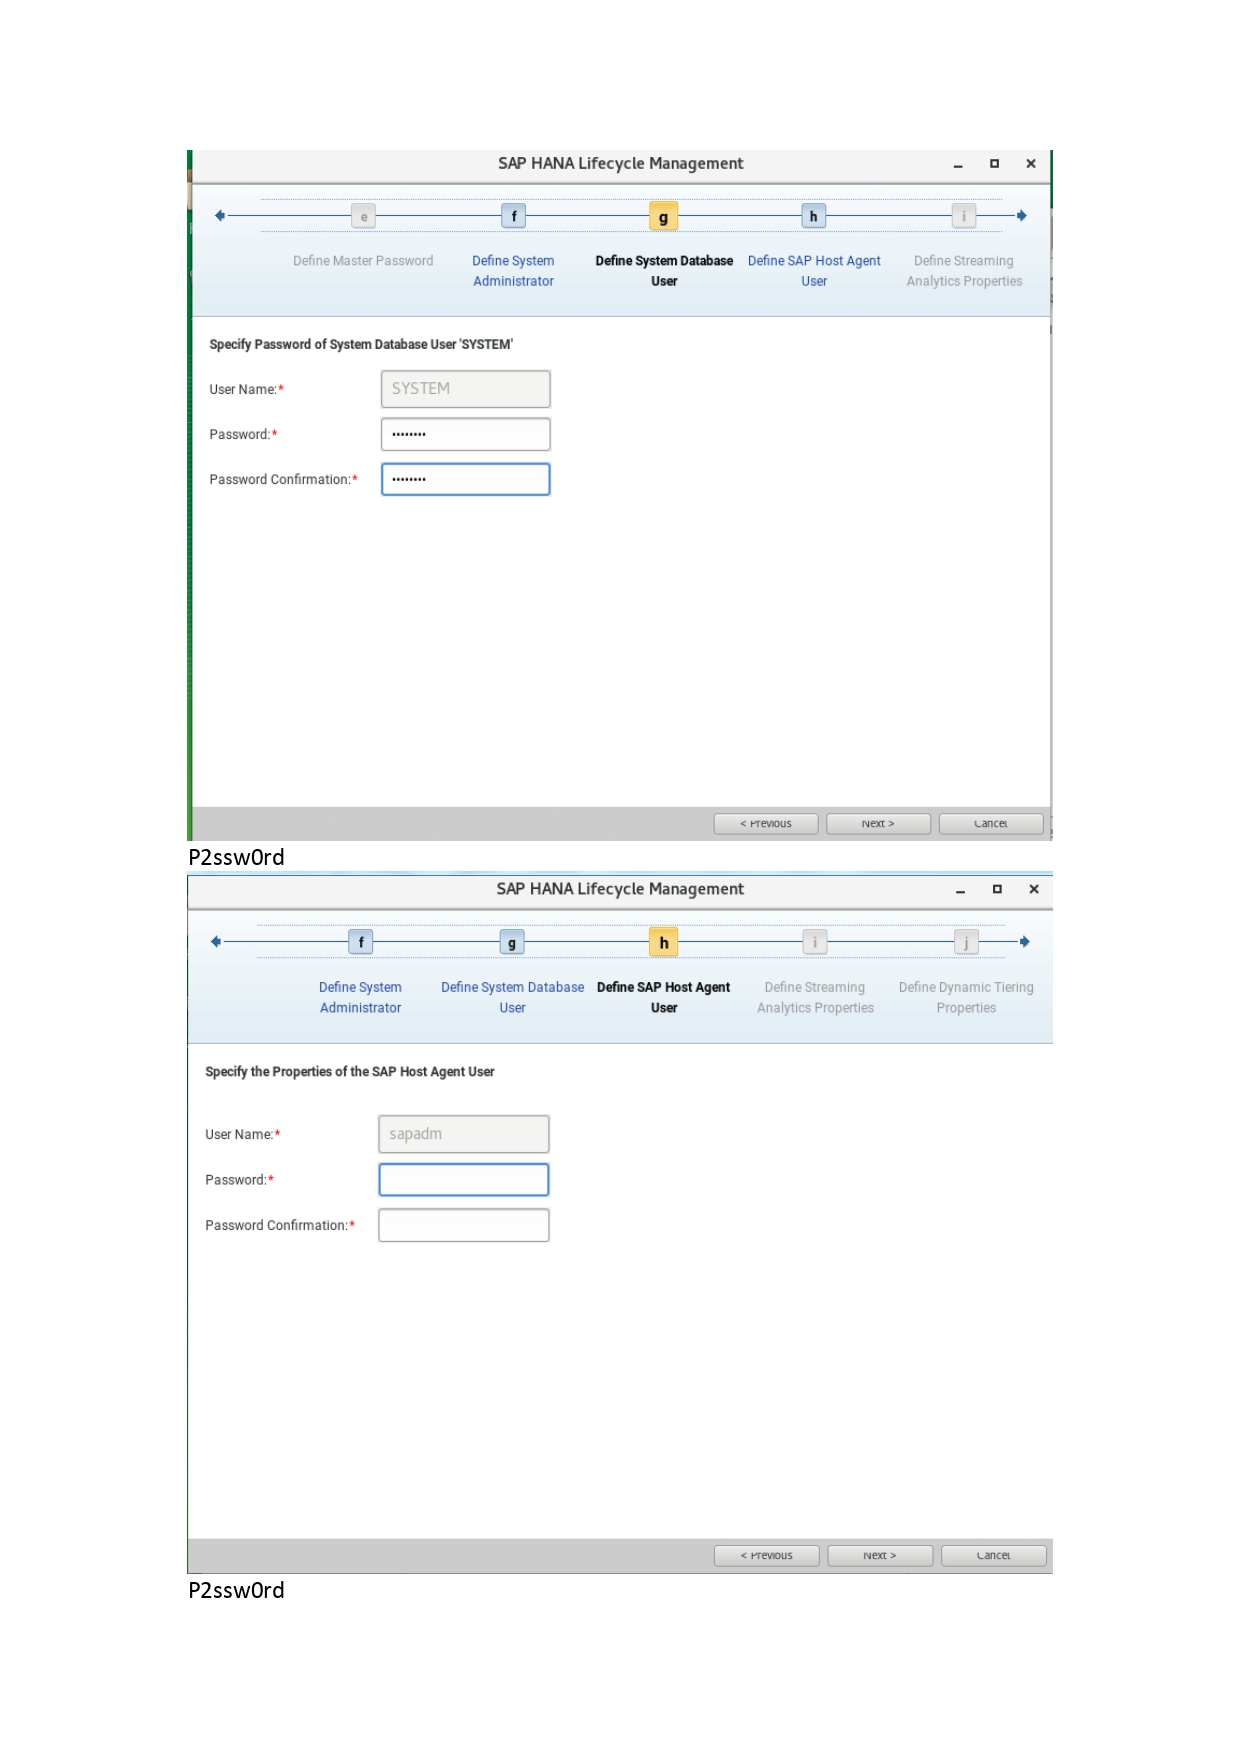 SAP HANA Lifecycle Management
e f g h i
Define Master Password Define System Define System Database Define SAP Host Agent Define Streaming
Administrator User User Analytics Properties
Specify Password of System Database User 'SYSTEM'
User Name:* SYSTEM
Password:* ••••••••
Password Confirmation:* ••••••••
< Previous Next > Cancel
P2ssw0rd
SAP HANA Lifecycle Management
f g h i j
Define System Define System Database Define SAP Host Agent Define Streaming Define Dynamic Tiering
Administrator User User Analytics Properties Properties
Specify the Properties of the SAP Host Agent User
User Name:* sapadm
Password:*
Password Confirmation:*
< Previous Next > Cancel
P2ssw0rd